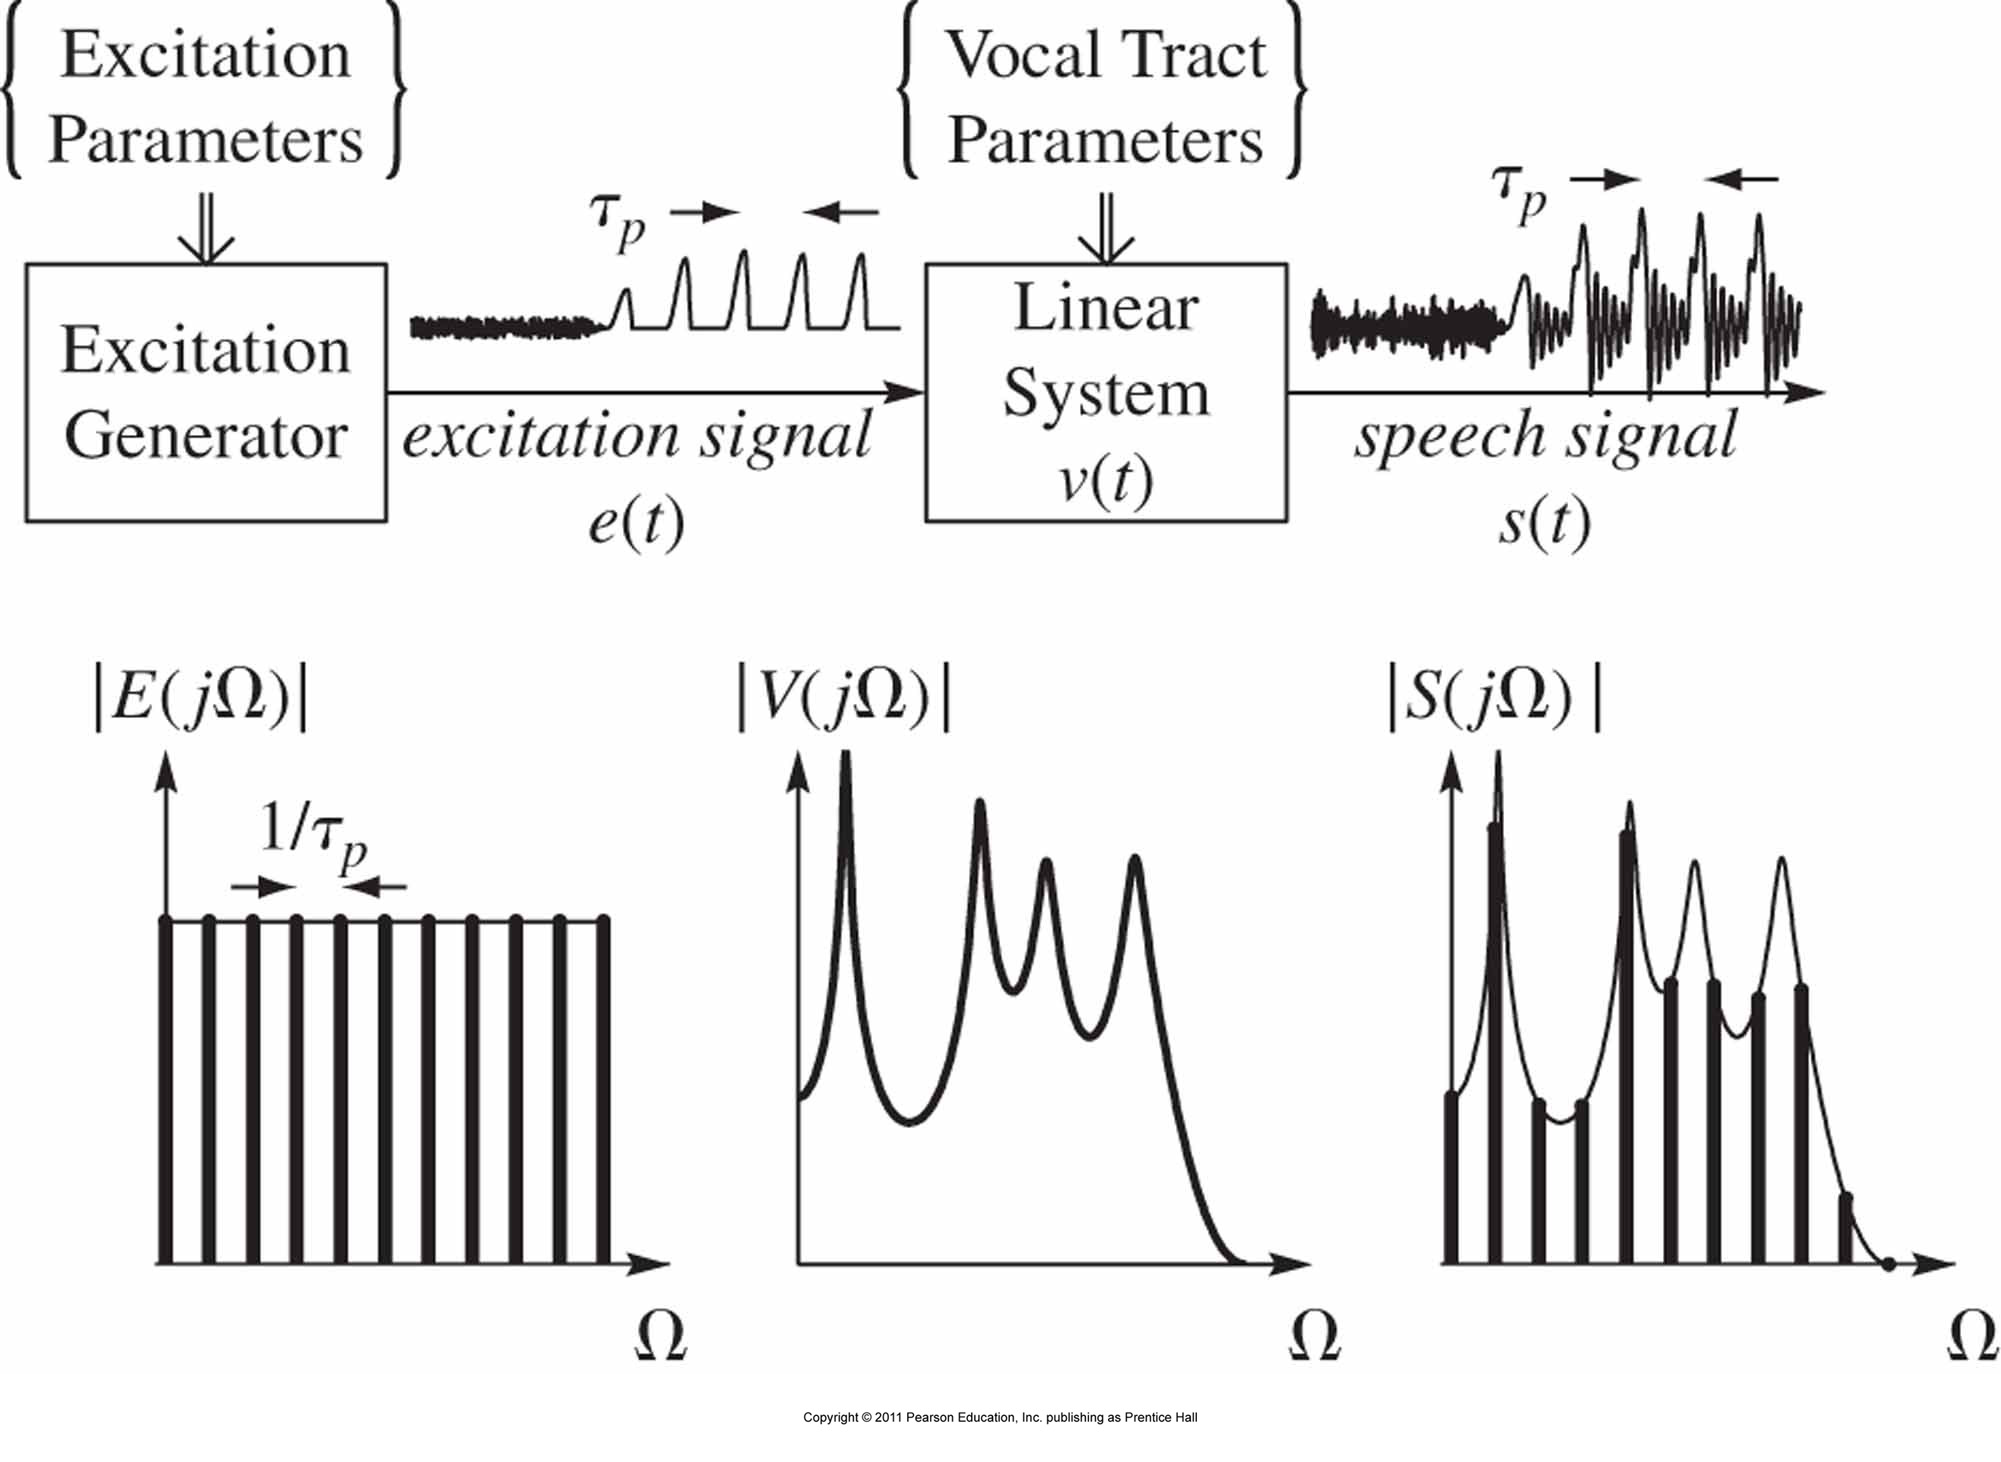 Excitation
Parameters
Vocal Tract
Parameters
τp
τp
Excitation
Generator
excitation signal
e(t)
Linear
System
v(t)
speech signal
s(t)
|E(jΩ)|
|V(jΩ)|
|S(jΩ)|
1/τp
Ω
Ω
Ω
Copyright © 2011 Pearson Education, Inc. publishing as Prentice Hall